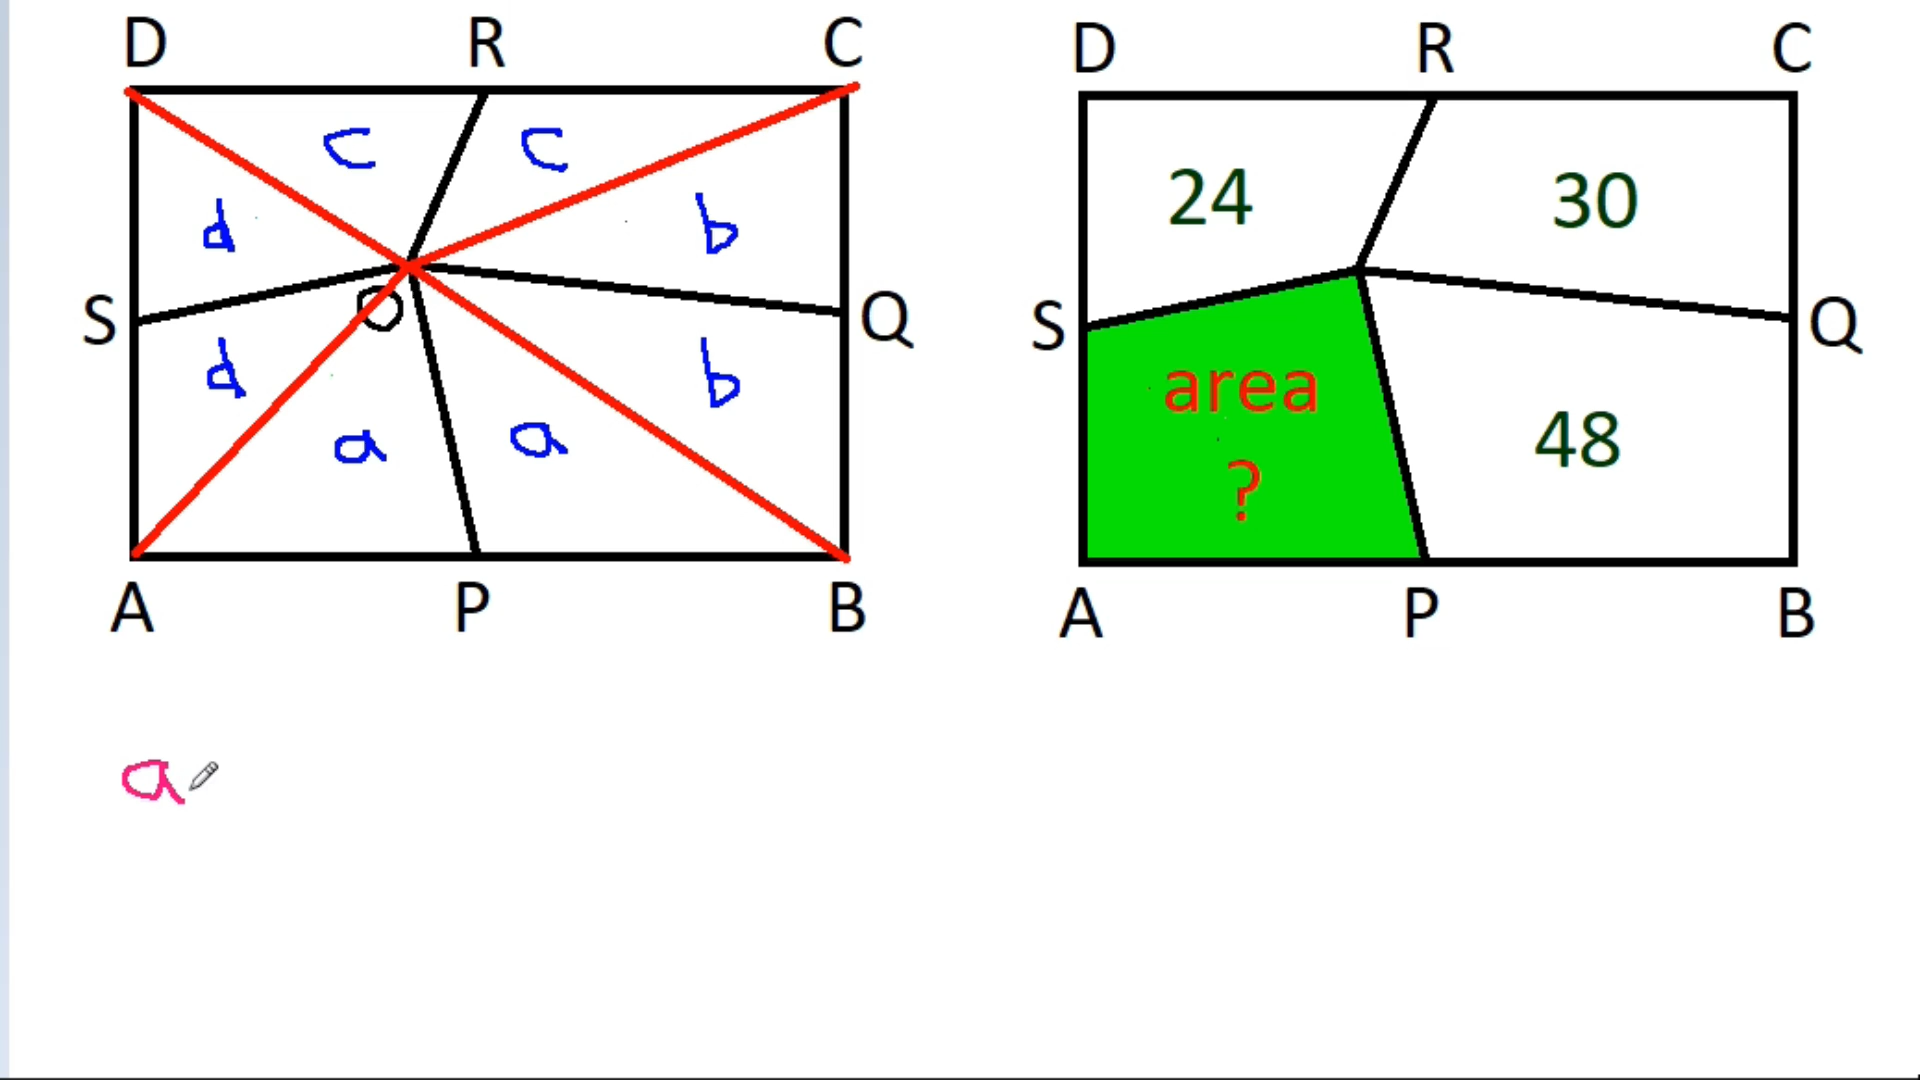 D R C
D R C
c c
24 30
d b
S O Q
S Q
d b
area
a a
48
?
A P B
A P B
a